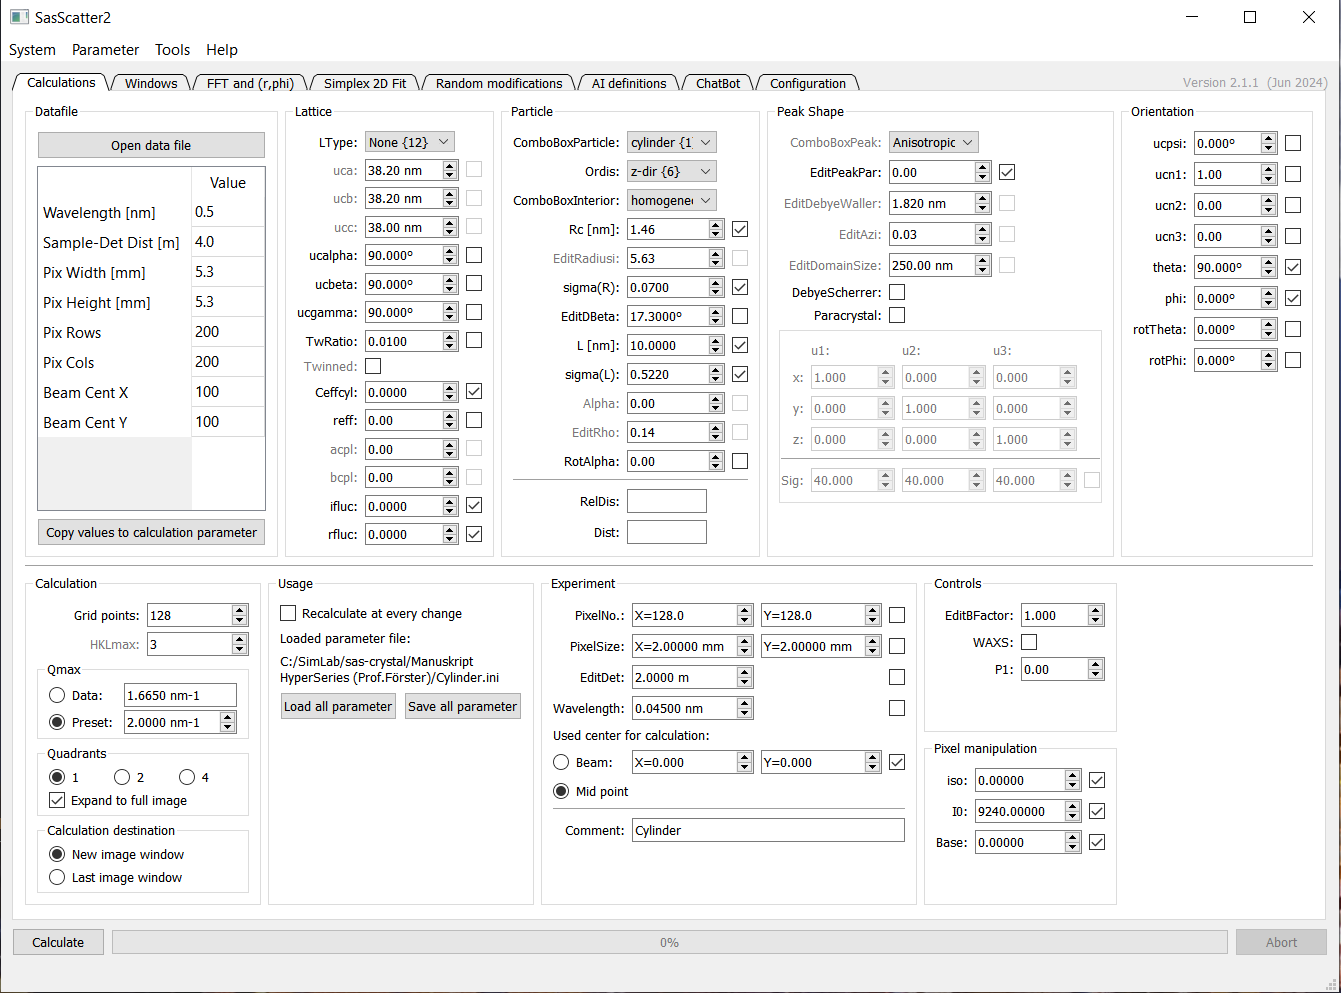 SasScatter2
System Parameter Tools Help
Calculations Windows FFT and (r,phi) Simplex 2D Fit Random modifications AI definitions ChatBot Configuration Version 2.1.1 (Jun 2024)
Datafile
Open data file
Value
Wavelength [nm] 0.5
Sample-Det Dist [m] 4.0
Pix Width [mm] 5.3
Pix Height [mm] 5.3
Pix Rows 200
Pix Cols 200
Beam Cent X 100
Beam Cent Y 100
Copy values to calculation parameter
Lattice
LType: None {12}
uca: 38.20 nm
ucb: 38.20 nm
ucc: 38.00 nm
ucalpha: 90.000°
ucbeta: 90.000°
ucgamma: 90.000°
TwRatio: 0.0100
Twinned:
Ceffcyl: 0.0000
reff: 0.00
acpl: 0.00
bcpl: 0.00
ifluc: 0.0000
rfluc: 0.0000
Particle
ComboBoxParticle: cylinder {1
Ordis: z-dir {6}
ComboBoxInterior: homogene
Rc [nm]: 1.46
EditRadiusi: 5.63
sigma(R): 0.0700
EditDBeta: 17.3000°
L [nm]: 10.0000
sigma(L): 0.5220
Alpha: 0.00
EditRho: 0.14
RotAlpha: 0.00
RelDis:
Dist:
Peak Shape
ComboBoxPeak: Anisotropic
EditPeakPar: 0.00
EditDebyeWaller: 1.820 nm
EditAzi: 0.03
EditDomainSize: 250.00 nm
DebyeScherrer:
Paracrystal:
u1: u2: u3:
x: 1.000 0.000 0.000
y: 0.000 1.000 0.000
z: 0.000 0.000 1.000
Sig: 40.000 40.000 40.000
Orientation
ucpsi: 0.000°
ucn1: 1.00
ucn2: 0.00
ucn3: 0.00
theta: 90.000°
phi: 0.000°
rotTheta: 0.000°
rotPhi: 0.000°
Calculation
Grid points: 128
HKLmax: 3
Qmax
Data: 1.6650 nm-1
Preset: 2.0000 nm-1
Quadrants
1 2 4
Expand to full image
Calculation destination
New image window
Last image window
Usage
Recalculate at every change
Loaded parameter file:
C:/SimLab/sas-crystal/Manuskript
HyperSeries (Prof.Förster)/Cylinder.ini
Load all parameter Save all parameter
Experiment
PixelNo.: X=128.0 Y=128.0
PixelSize: X=2.00000 mm Y=2.00000 mm
EditDet: 2.0000 m
Wavelength: 0.04500 nm
Used center for calculation:
Beam: X=0.000 Y=0.000
Mid point
Comment: Cylinder
Controls
EditBFactor: 1.000
WAXS:
P1: 0.00
Pixel manipulation
iso: 0.00000
I0: 9240.00000
Base: 0.00000
Calculate 0% Abort